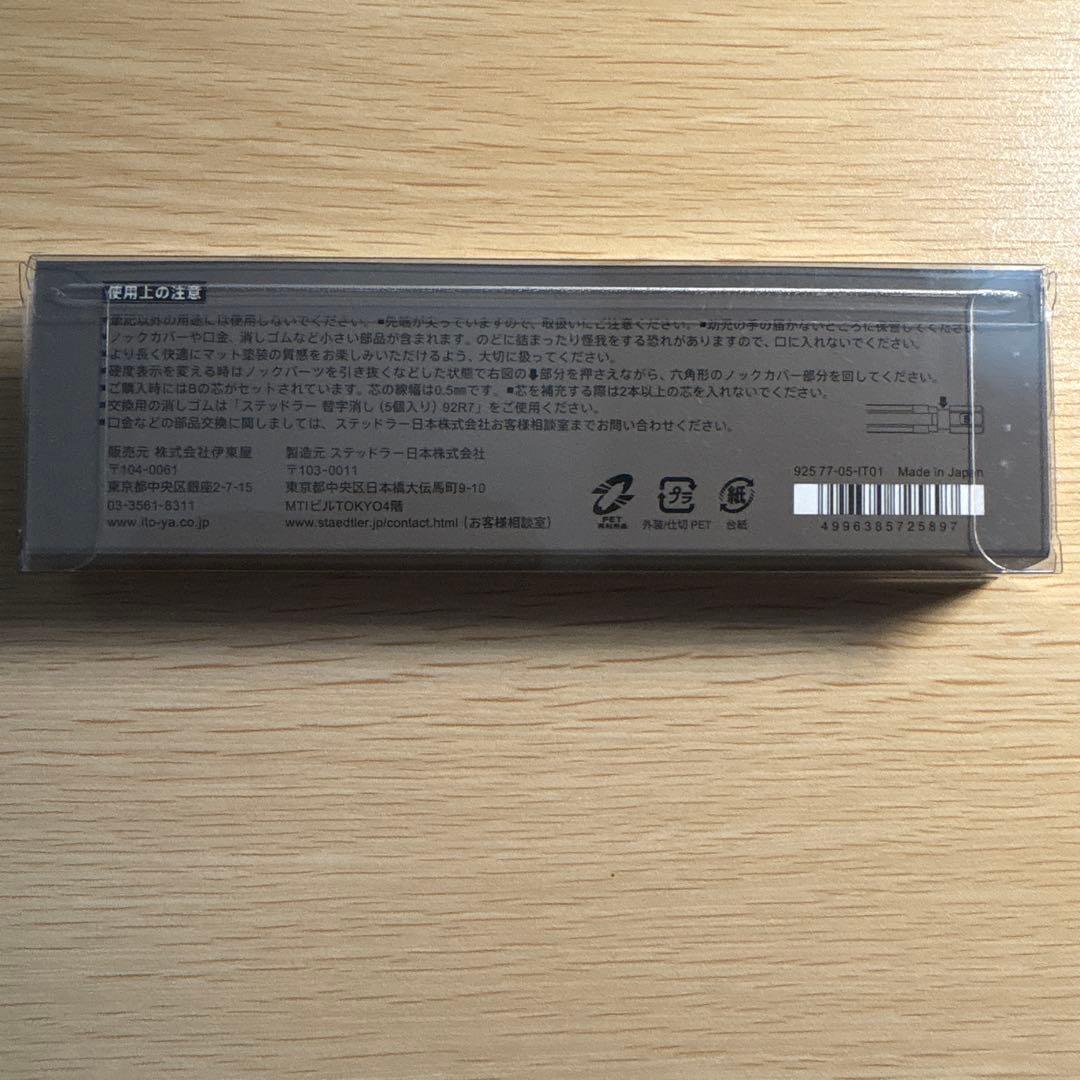 使用上の注意
■筆記以外の用途には使用しないでください。■先端が尖っていますので、取扱いにご注意ください。■幼児の手の届かないところに保管してください。
■ノックカバーや口金、消しゴムなど小さい部品が含まれます。のどに詰まったり怪我をする恐れがありますので、口に入れないでください。
■より長く快適にマット塗装の質感をお楽しみいただけるよう、大切に扱ってください。
■硬度表示を変える時はノックパーツを引き抜くなどした状態で右図の⬇部分を押さえながら、六角形のノックカバー部分を回してください。
■ご購入時にはBの芯がセットされています。芯の線幅は0.5mmです。■芯を補充する際は2本以上の芯を入れないでください。
■交換用の消しゴムは「ステッドラー 替字消し (5個入り) 92R7」をご使用ください。
■口金などの部品交換に関しましては、ステッドラー日本株式会社お客様相談室までお問い合わせください。
販売元 株式会社伊東屋
〒104-0061
東京都中央区銀座2-7-15
03-3561-8311
www.ito-ya.co.jp
製造元 ステッドラー日本株式会社
〒103-0011
東京都中央区日本橋大伝馬町9-10
MTIビルTOKYO4階
www.staedtler.jp/contact.html (お客様相談室)
PET
再利用品
プラ
外装/仕切 PET
紙
台紙
B
925 77-05-IT01 Made in Japan
4996385725897